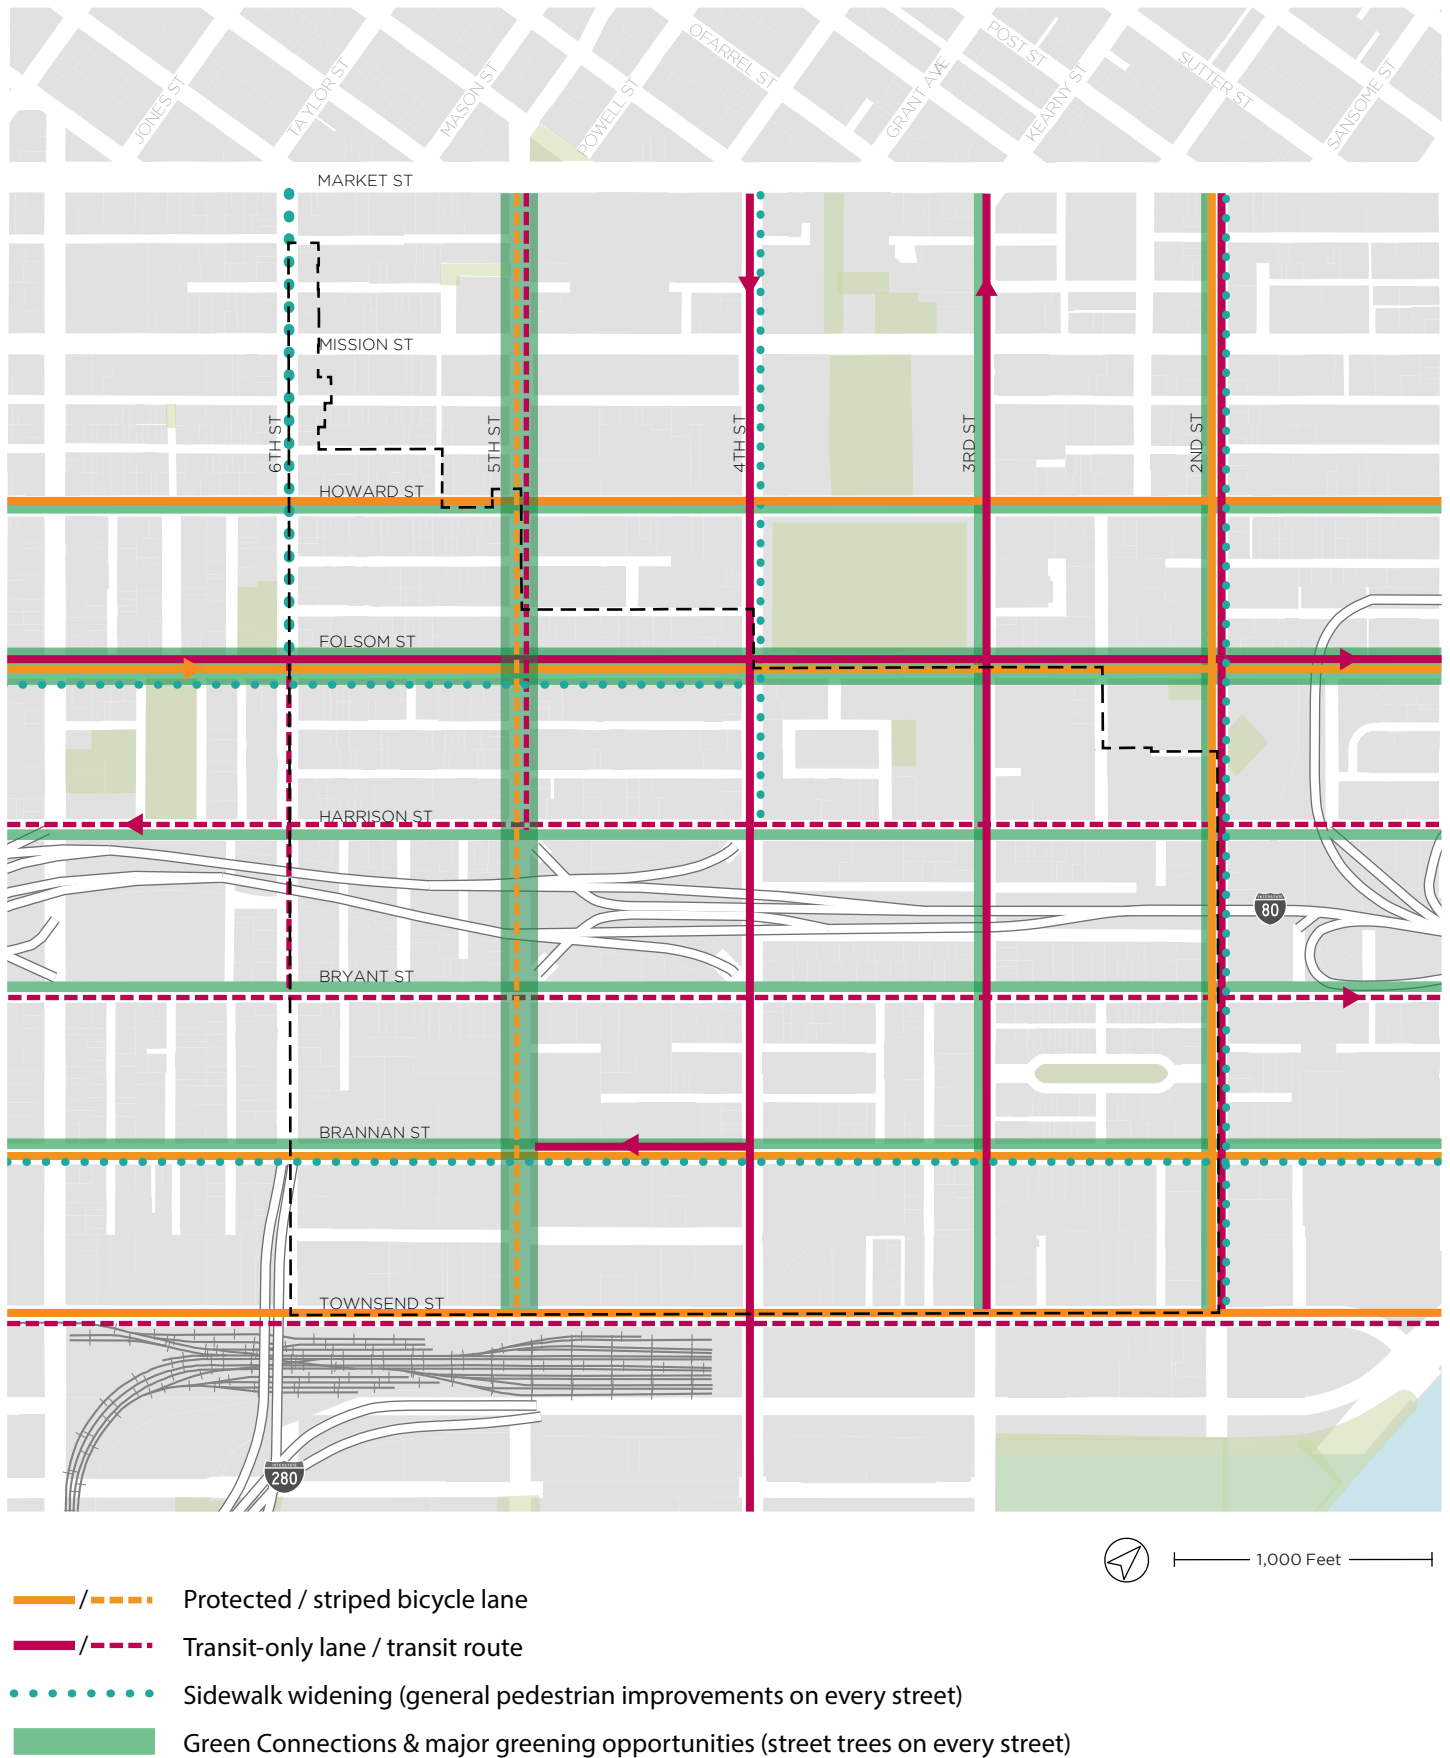 JONES ST
TAYLOR ST
MASON ST
POWELL ST
OFARREL ST
GRANT AVE
POST ST
KEARNY ST
SUTTER ST
SANSOME ST
MARKET ST
MISSION ST
6TH ST
5TH ST
4TH ST
3RD ST
2ND ST
HOWARD ST
FOLSOM ST
HARRISON ST
INTERSTATE
80
BRYANT ST
BRANNAN ST
TOWNSEND ST
INTERSTATE
280
1,000 Feet
/ Protected / striped bicycle lane
/ Transit-only lane / transit route
Sidewalk widening (general pedestrian improvements on every street)
Green Connections & major greening opportunities (street trees on every street)